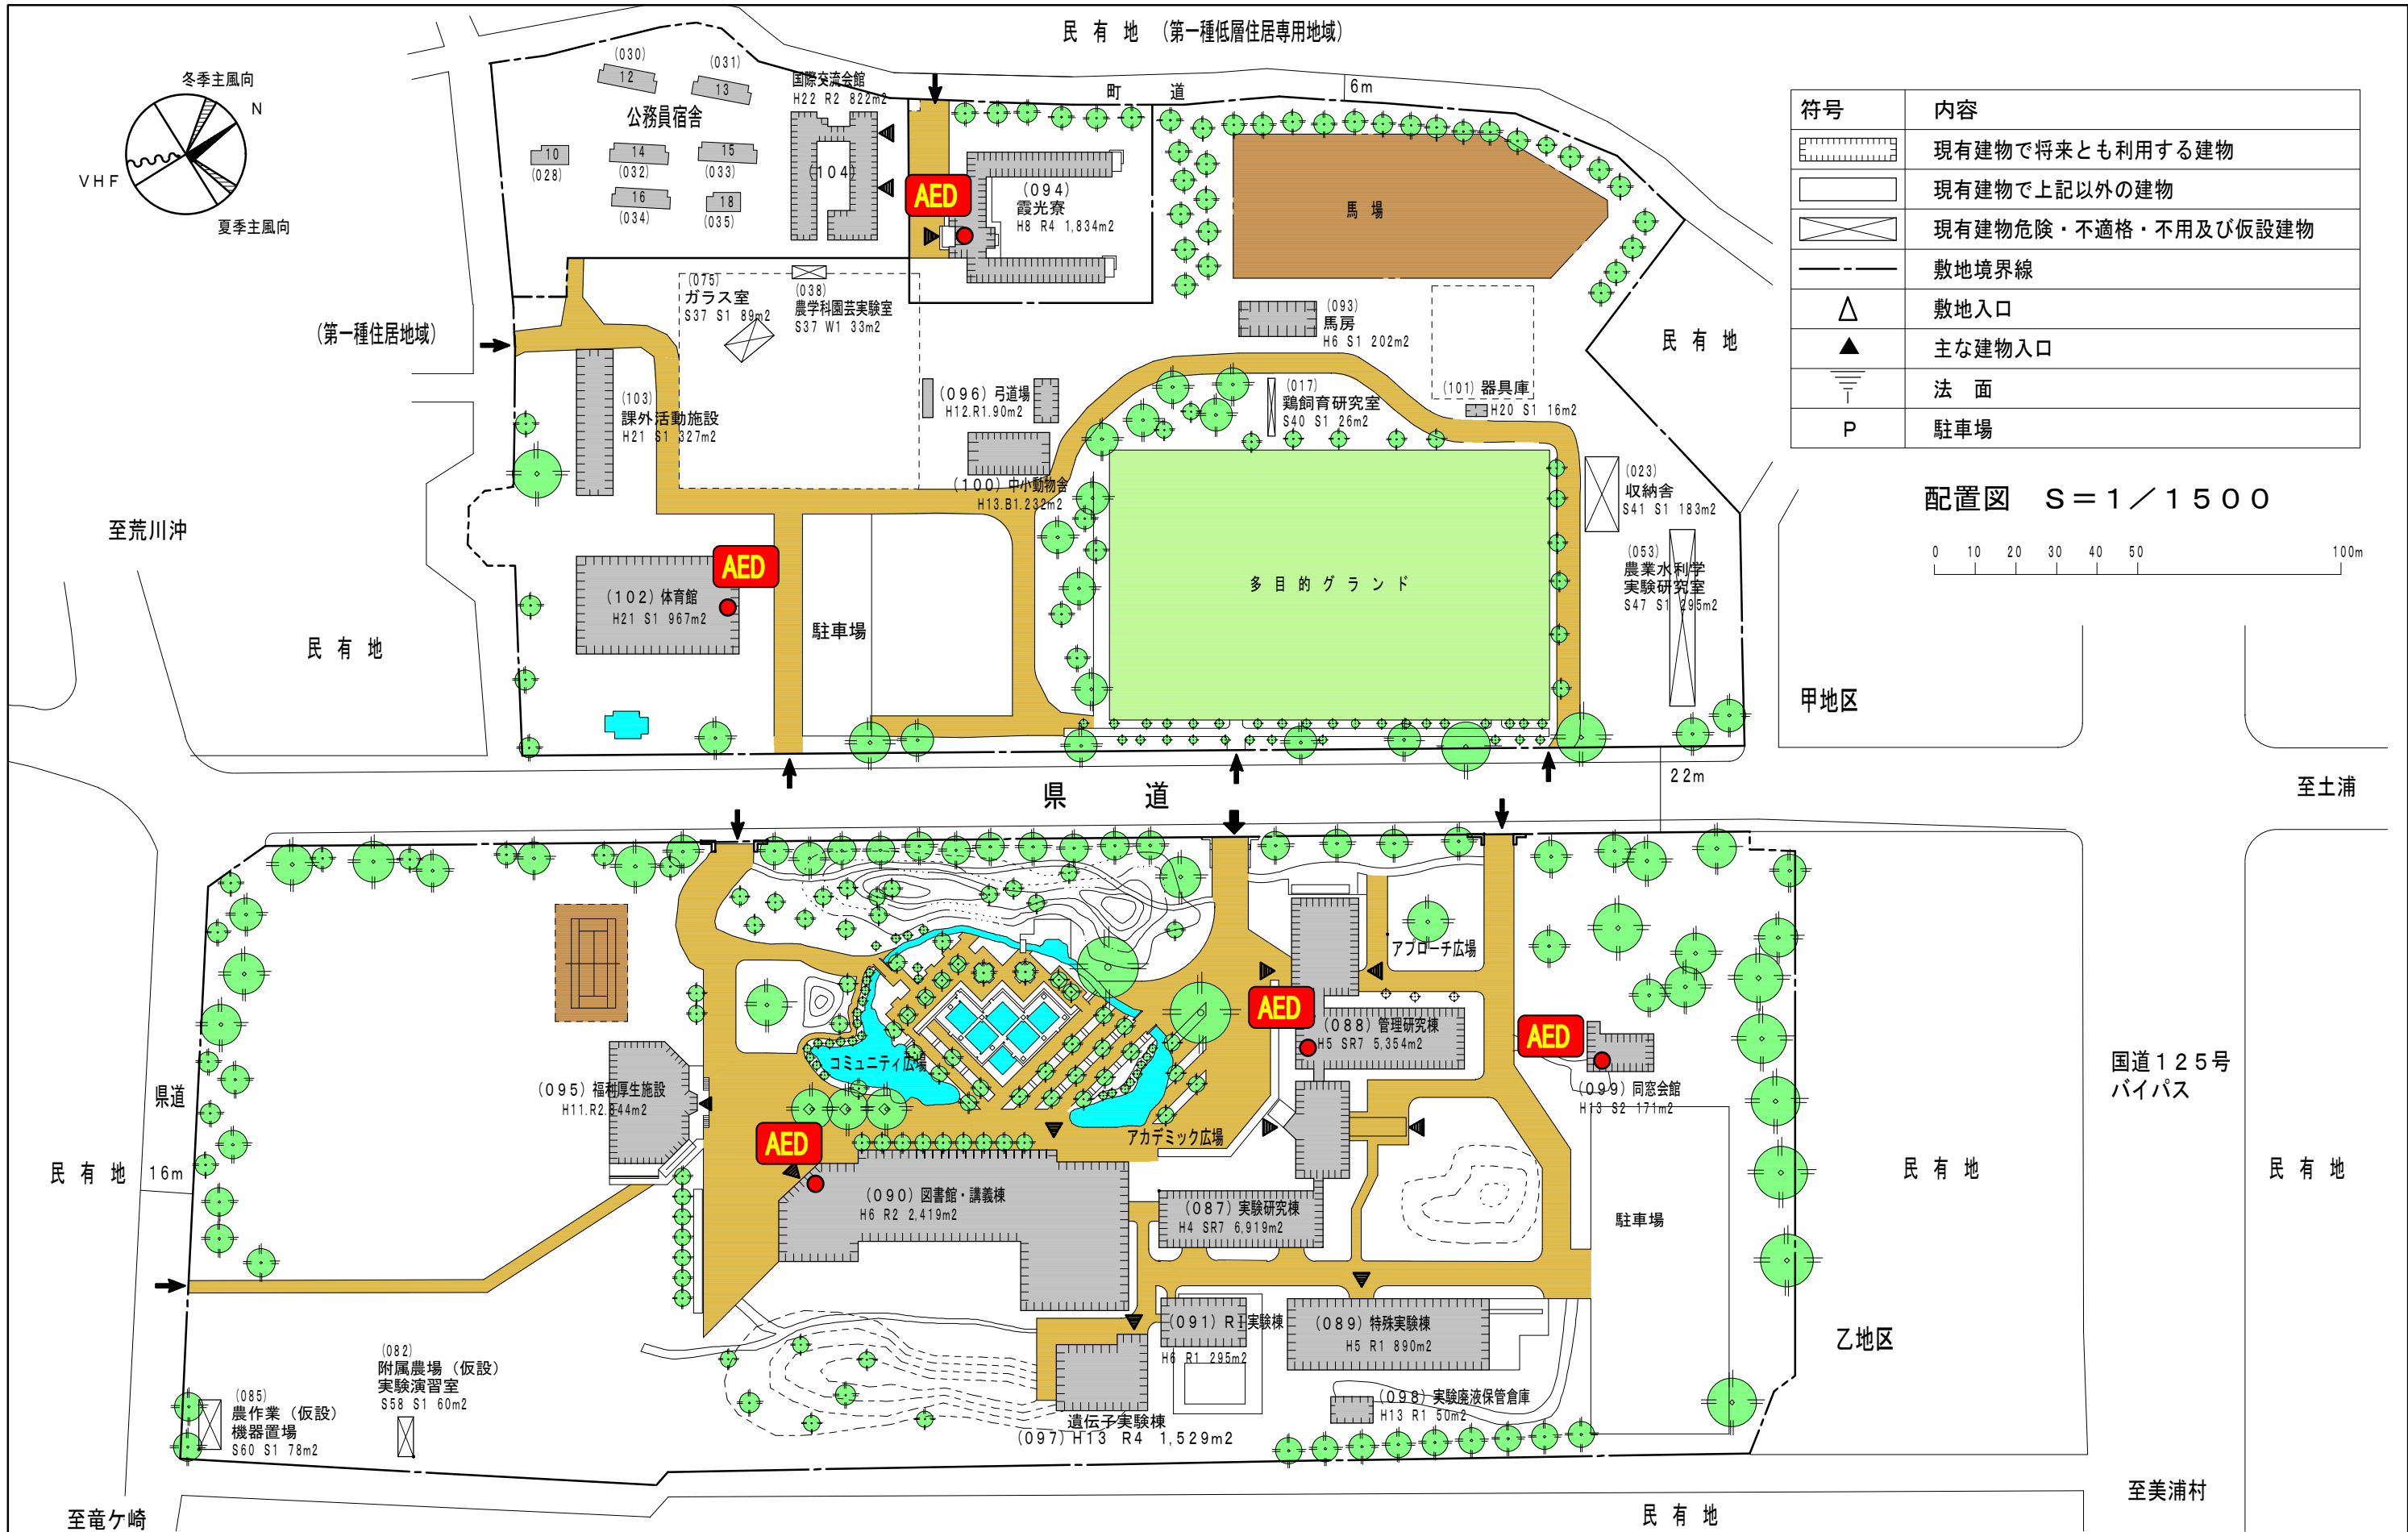 民 有 地 (第一種低層住居専用地域)
冬季主風向
N
VHF
夏季主風向
(030)
12
(031)
13
公務員宿舎
10
(028)
14
(032)
15
(033)
16
(034)
18
(035)
国際交流会館
H22 R2 822m2
(104)
町 道
6m
AED
(094)
霞光寮
H8 R4 1,834m2
馬 場
符号 内容
現有建物で将来とも利用する建物
現有建物で上記以外の建物
現有建物危険・不適格・不用及び仮設建物
敷地境界線
敷地入口
主な建物入口
法 面
P 駐車場
(第一種住居地域)
(075)
ガラス室
S37 S1 89m2
(038)
農学科園芸実験室
S37 W1 33m2
(093)
馬房
H6 S1 202m2
民 有 地
(103)
課外活動施設
H21 S1 327m2
(096)弓道場
H12.R1.90m2
(017)
鶏飼育研究室
S40 S1 26m2
(101)器具庫
H20 S1 16m2
(100)中小動物舎
H13.B1.232m2
(023)
収納舎
S41 S1 183m2
配置図 S=1/1500
0 10 20 30 40 50 100m
至荒川沖
AED
(102)体育館
H21 S1 967m2
駐車場
多 目 的 グ ラ ン ド
(053)
農業水利学
実験研究室
S47 S1 295m2
民 有 地
甲地区
県 道
22m
至土浦
アプローチ広場
AED
(088)管理研究棟
H5 SR7 5,354m2
AED
(099)同窓会館
H13 S2 171m2
国道125号
バイパス
県道
(095)福利厚生施設
H11.R2.844m2
コミュニティ広場
AED
アカデミック広場
民 有 地
16m
(090)図書館・講義棟
H6 R2 2,419m2
(087)実験研究棟
H4 SR7 6,919m2
駐車場
民 有 地
民 有 地
(091)RI実験棟
H6 R1 295m2
(089)特殊実験棟
H5 R1 890m2
乙地区
(082)
附属農場(仮設)
実験演習室
S58 S1 60m2
(085)
農作業(仮設)
機器置場
S60 S1 78m2
遺伝子実験棟
(097)H13 R4 1,529m2
(098)実験廃液保管倉庫
H13 R1 50m2
至竜ケ崎
民 有 地
至美浦村